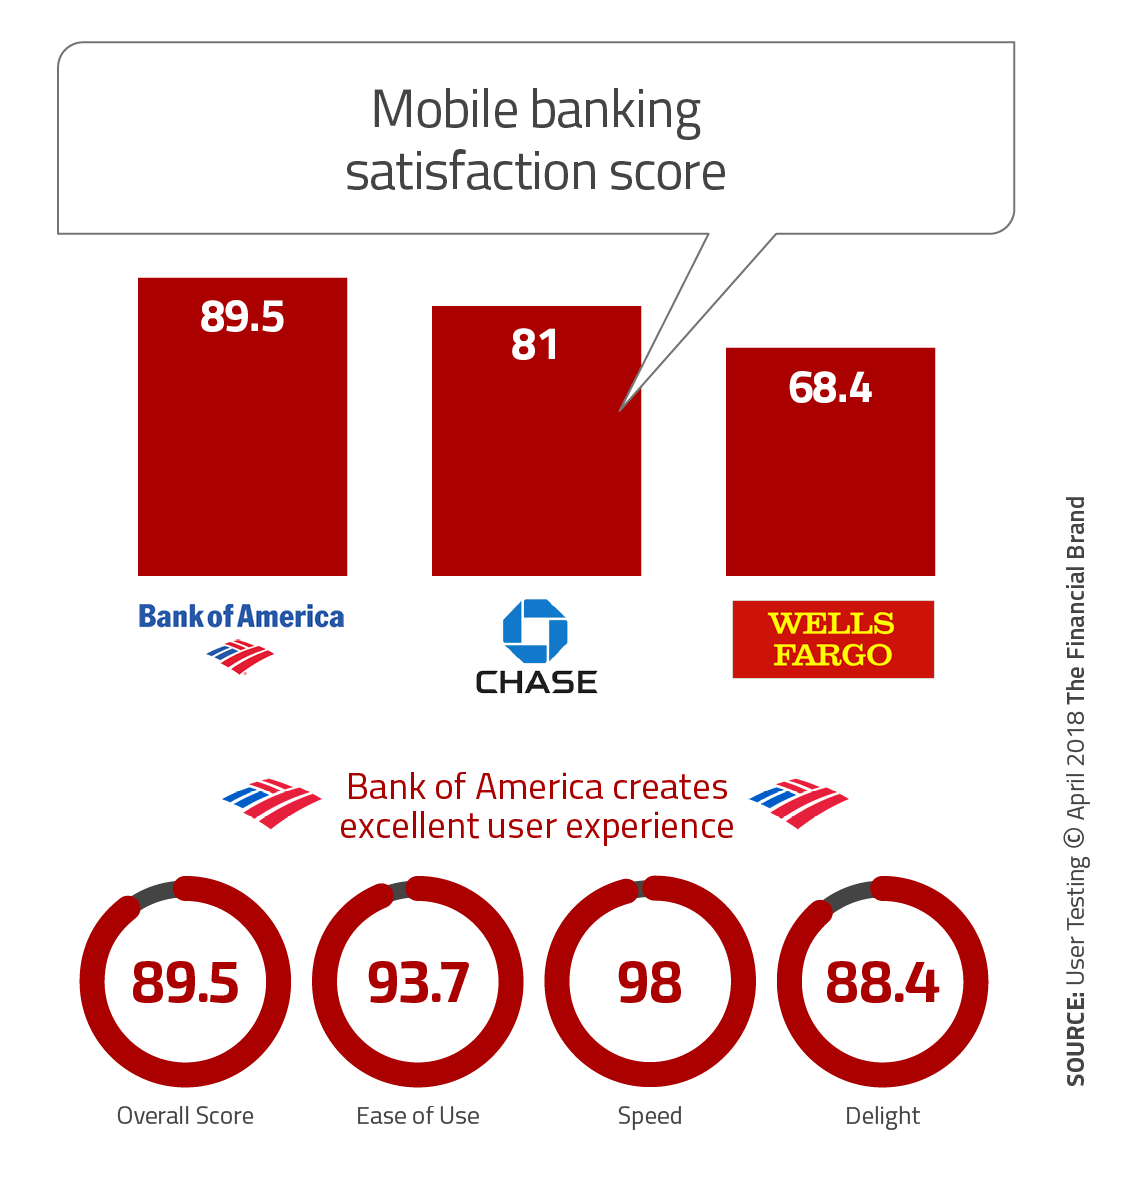 Mobile banking
satisfaction score
89.5
81
68.4
Bank of America
CHASE
WELLS
FARGO
Bank of America creates
excellent user experience
89.5
93.7
98
88.4
Overall Score
Ease of Use
Speed
Delight
SOURCE: User Testing © April 2018 The Financial Brand